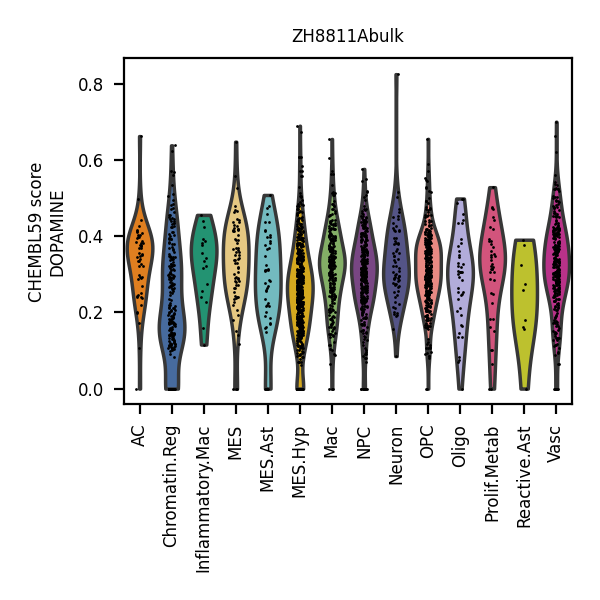 ZH8811Abulk
CHEMBL59 score
DOPAMINE
0.8
0.6
0.4
0.2
0.0
AC
Chromatin.Reg
Inflammatory.Mac
MES
MES.Ast
MES.Hyp
Mac
NPC
Neuron
OPC
Oligo
Prolif.Metab
Reactive.Ast
Vasc